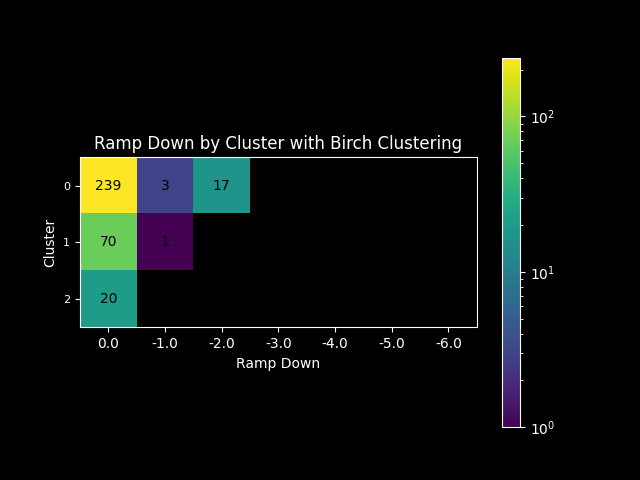 Ramp Down by Cluster with Birch Clustering
Cluster
0 239 3 17
1 70 1
2 20
0.0 -1.0 -2.0 -3.0 -4.0 -5.0 -6.0
Ramp Down
10²
10¹
10⁰